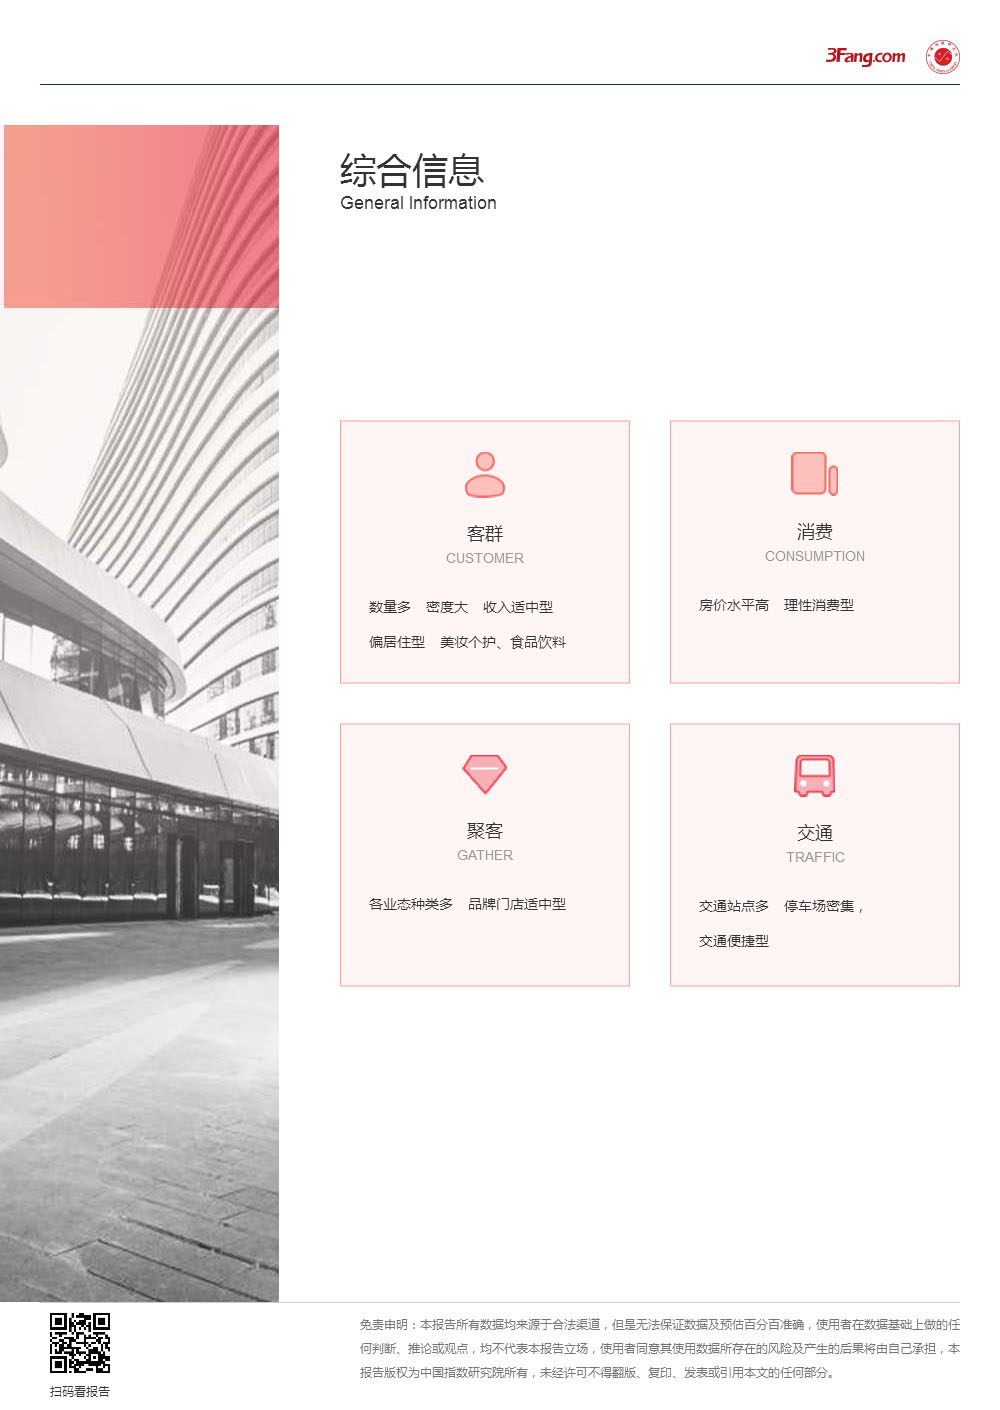 3Fang.com
综合信息
General Information
客群
CUSTOMER
数量多 密度大 收入适中型
偏居住型 美妆个护、食品饮料
消费
CONSUMPTION
房价水平高 理性消费型
聚客
GATHER
各业态种类多 品牌门店适中型
交通
TRAFFIC
交通站点多 停车场密集，
交通便捷型
扫码看报告
免责申明：本报告所有数据均来源于合法渠道，但是无法保证数据及预估百分百准确，使用者在数据基础上做的任
何判断、推论或观点，均不代表本报告立场，使用者同意其使用数据所存在的风险及产生的后果将由自己承担，本
报告版权为中国指数研究院所有，未经许可不得翻版、复印、发表或引用本文的任何部分。